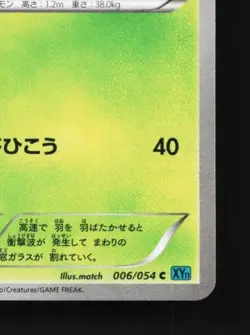 モン 高さ：1.2m 重さ：38.0kg
ひこう 40
高速で 羽を 羽ばたかせると
衝撃波が 発生して まわりの
窓ガラスが 割れていく。
Illus.match 006/054 C XY11
o/Creatures/GAME FREAK.